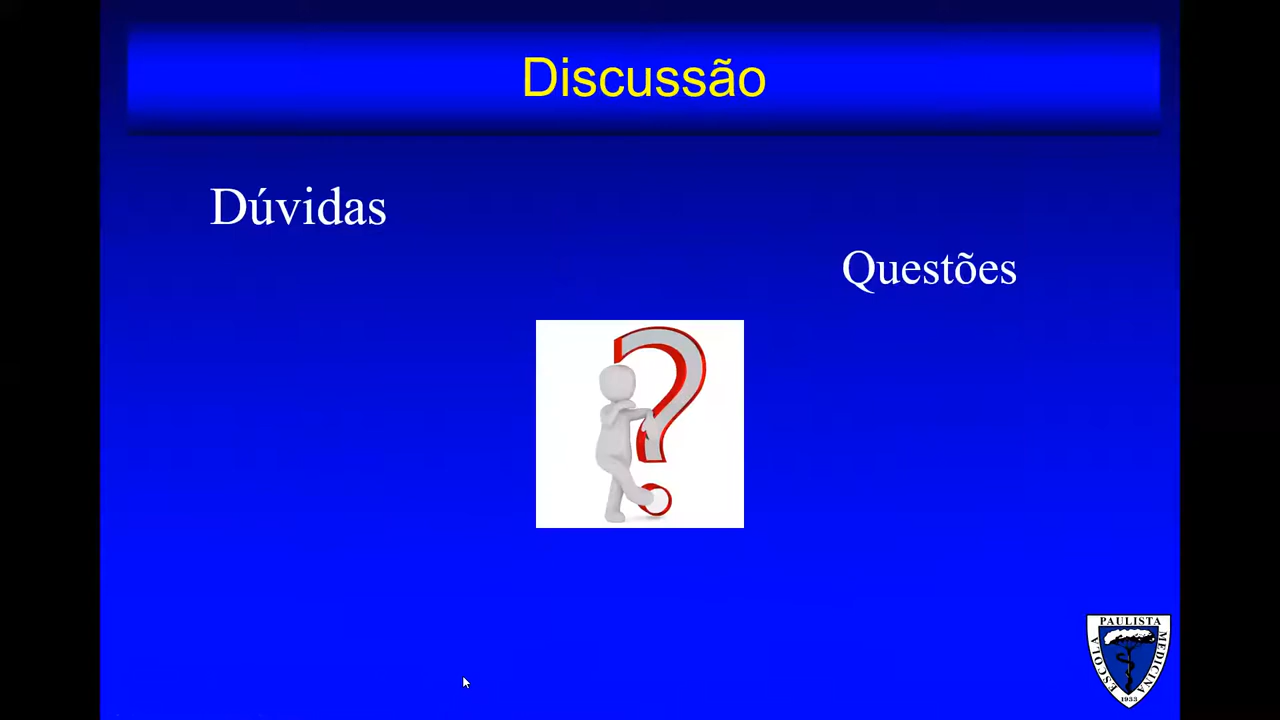 Discussão
Dúvidas
Questões
PAULISTA
ESCOLA
MEDICINA
1933